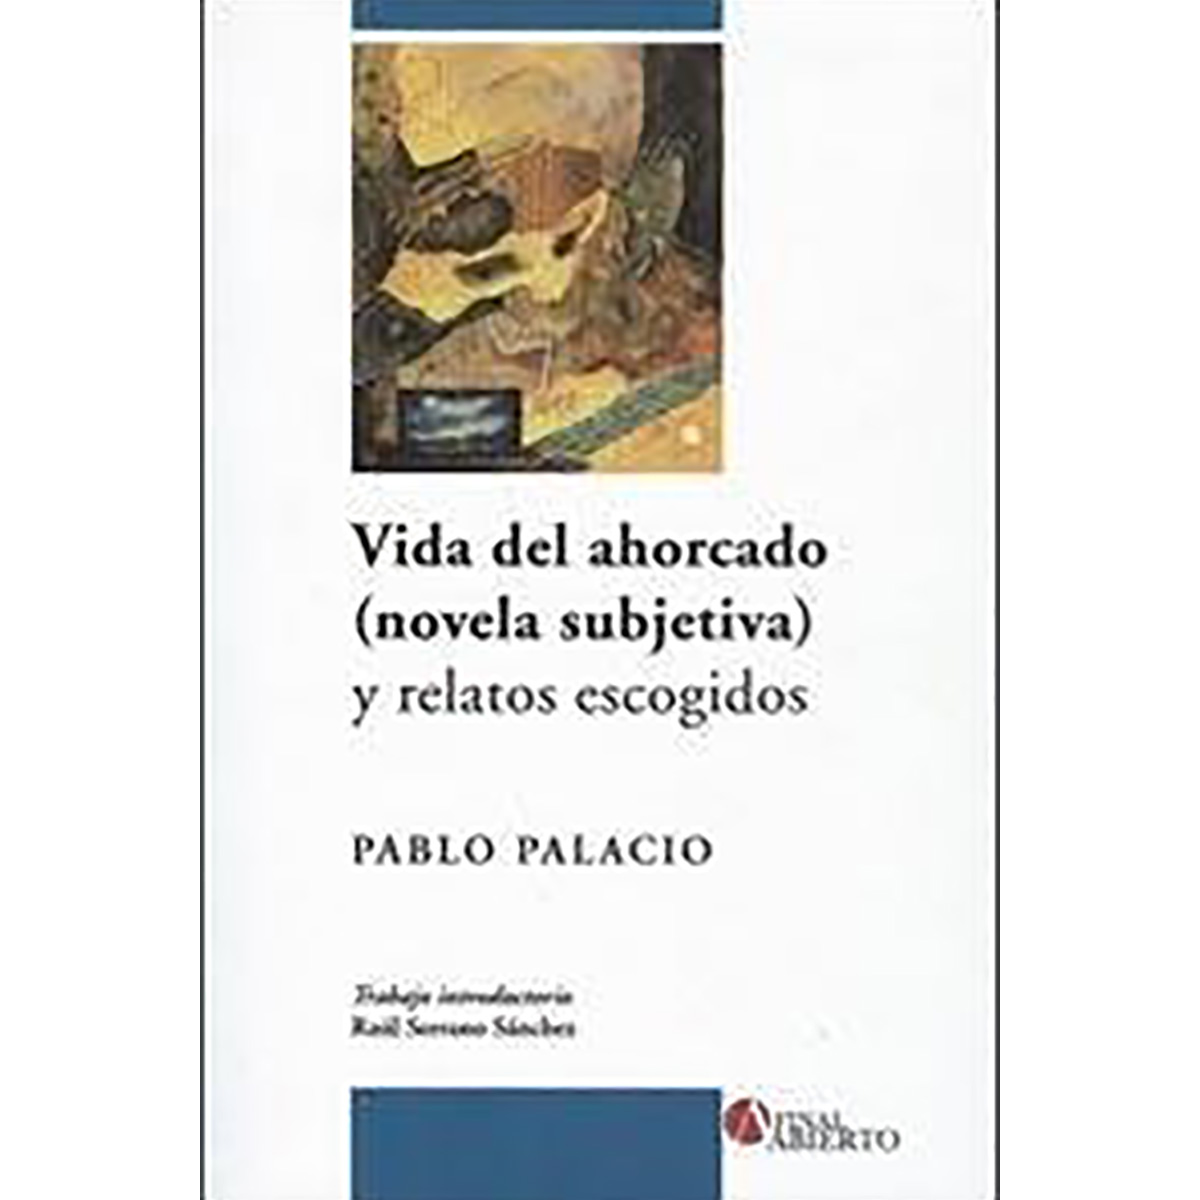 Vida del ahorcado
(novela subjetiva)
y relatos escogidos
PABLO PALACIO
Trabajo introductorio
Raúl Serrano Sánchez
FINAL
ABIERTO